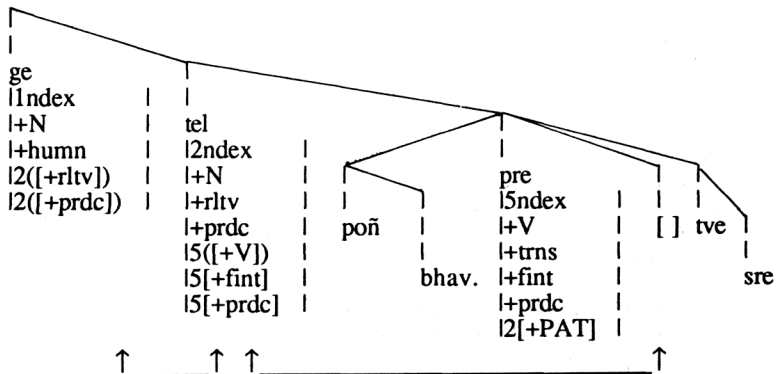 ge
|1ndex |
+N |
|+humn |
|2([+rltv]) |
|2([+prdc]) |
tel
|2ndex |
|+N |
|+rltv |
|+prdc |
|5([+V]) |
|5[+fint] |
|5[+prdc] |
poñ
bhav.
pre
|5ndex |
|+V |
|+trns |
|+fint |
|+prdc |
|2[+PAT] |
[ ] tve
sre
↑ ↑ ↑ ↑